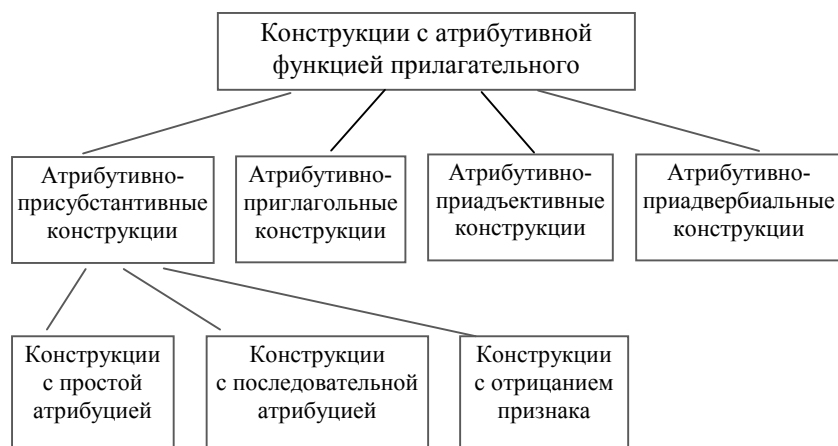 Конструкции с атрибутивной
функцией прилагательного
Атрибутивно-
присубстантивные
конструкции
Атрибутивно-
приглагольные
конструкции
Атрибутивно-
приадъективные
конструкции
Атрибутивно-
приадвербиальные
конструкции
Конструкции
с простой
атрибуцией
Конструкции
с последовательной
атрибуцией
Конструкции
с отрицанием
признака